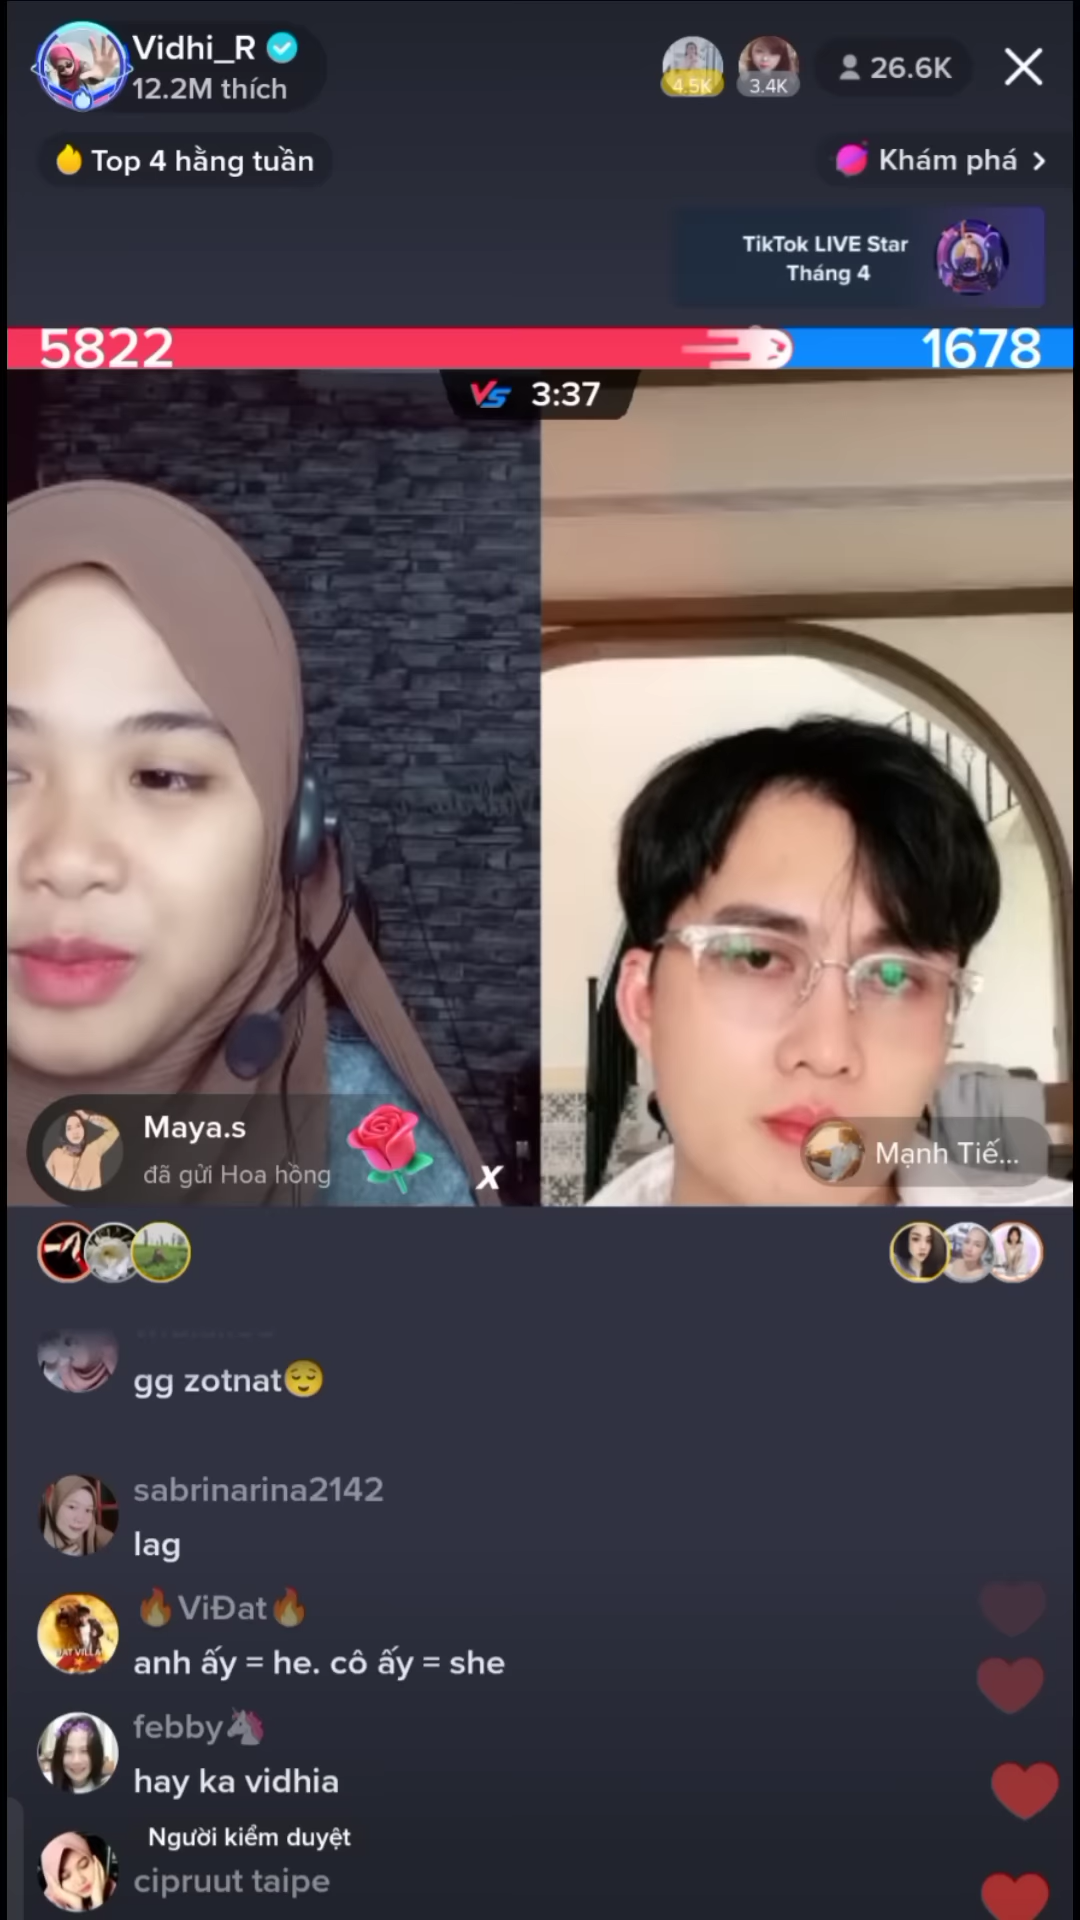 Vidhi_R
12.2M thích
4.5K
3.4K
26.6K
Top 4 hằng tuần
Khám phá
TikTok LIVE Star
Tháng 4
5822
1678
VS 3:37
Maya.s
đã gửi Hoa hồng
x
Mạnh Tiế...
gg zotnat😌
sabrinarina2142
lag
🔥ViĐat🔥
anh ấy = he. cô ấy = she
febby🦄
hay ka vidhia
Người kiểm duyệt
cipruut taipe